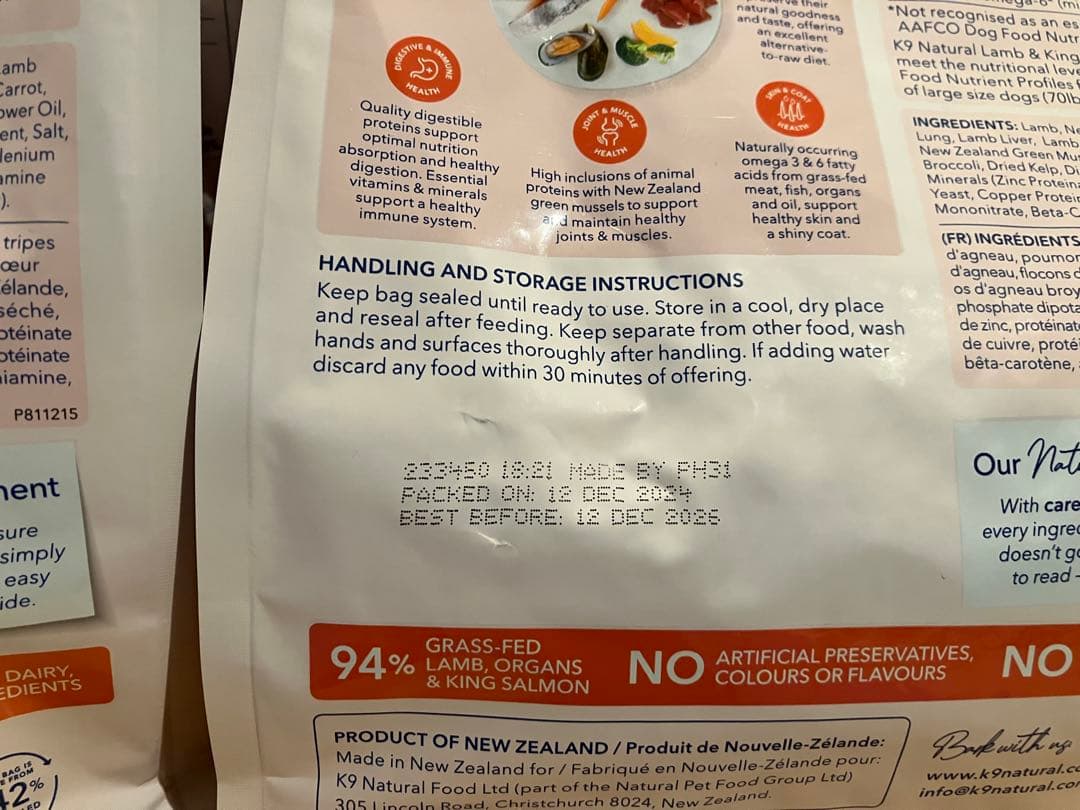 amb
Carrot,
ower Oil,
ent, Salt,
lenium
amine
).
tripes
œur
élande,
séché,
otéinate
otéinate
iamine,
P811215
ment
sure
simply
easy
ide.
DAIRY,
EDIENTS
BAG IS
FROM
2%
natural goodness
and taste, offering
an excellent
alternative-
to-raw diet.
DIGESTIVE & IMMUNE
HEALTH
Quality digestible
proteins support
optimal nutrition
absorption and healthy
digestion. Essential
vitamins & minerals
support a healthy
immune system.
JOINT & MUSCLE
HEALTH
High inclusions of animal
proteins with New Zealand
green mussels to support
and maintain healthy
joints & muscles.
SKIN & COAT
HEALTH
Naturally occurring
omega 3 & 6 fatty
acids from grass-fed
meat, fish, organs
and oil, support
healthy skin and
a shiny coat.
HANDLING AND STORAGE INSTRUCTIONS
Keep bag sealed until ready to use. Store in a cool, dry place
and reseal after feeding. Keep separate from other food, wash
hands and surfaces thoroughly after handling. If adding water
discard any food within 30 minutes of offering.
233450 18:21 MADE BY PH31
PACKED ON: 12 DEC 2024
BEST BEFORE: 12 DEC 2026
*Not recognised as an es
AAFCO Dog Food Nutr
K9 Natural Lamb & King
meet the nutritional leve
Food Nutrient Profiles
of large size dogs (70lb
INGREDIENTS: Lamb, Ne
Lung, Lamb Liver, Lamb
New Zealand Green Mu
Broccoli, Dried Kelp, Di
Minerals (Zinc Protein
Yeast, Copper Protein
Mononitrate, Beta-C
(FR) INGRÉDIENTS
d'agneau, poumon
d'agneau, flocons d
os d'agneau broy
phosphate dipota
de zinc, protéinat
de cuivre, protéi
bêta-carotène,
Our Nat
With care
every ingred
doesn't go
to read -
94% GRASS-FED
LAMB, ORGANS
& KING SALMON
NO ARTIFICIAL PRESERVATIVES,
COLOURS OR FLAVOURS
NO
PRODUCT OF NEW ZEALAND / Produit de Nouvelle-Zélande:
Made in New Zealand for / Fabriqué en Nouvelle-Zélande pour:
K9 Natural Food Ltd (part of the Natural Pet Food Group Ltd)
305 Lincoln Road, Christchurch 8024, New Zealand.
Bark with us
www.k9natural.co
info@k9natural.com